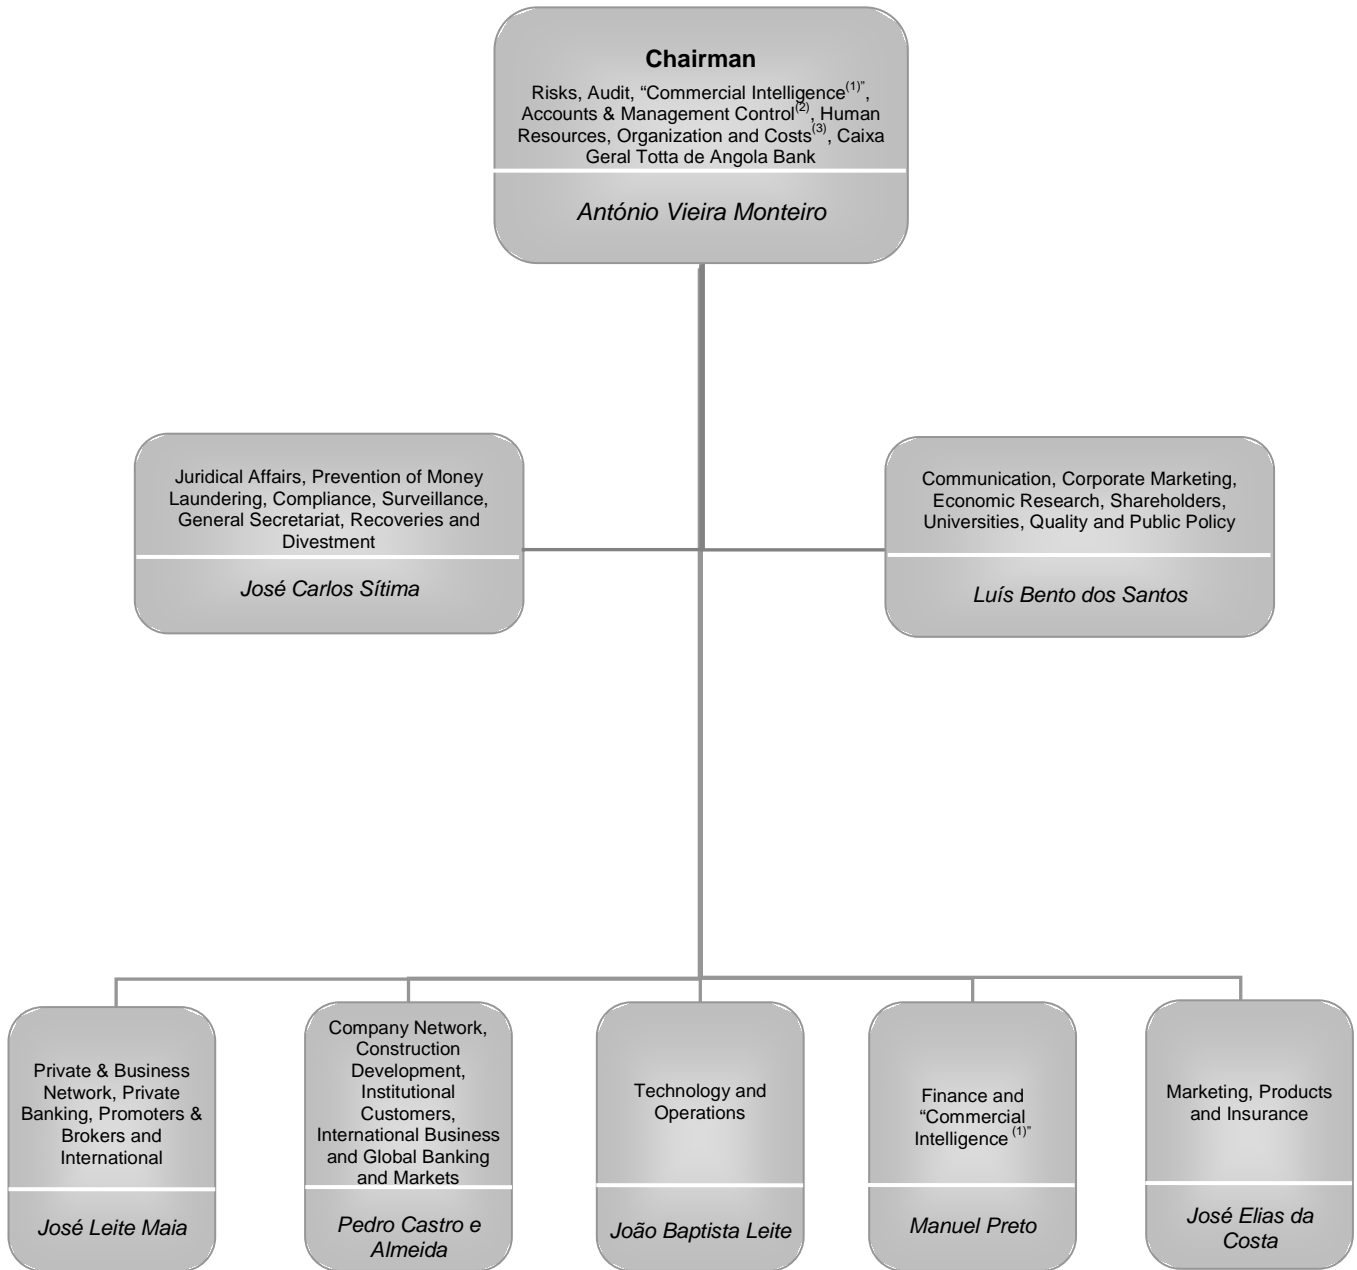 Chairman
Risks, Audit, “Commercial Intelligence(1)”,
Accounts & Management Control(2), Human
Resources, Organization and Costs(3), Caixa
Geral Totta de Angola Bank
António Vieira Monteiro
Juridical Affairs, Prevention of Money
Laundering, Compliance, Surveillance,
General Secretariat, Recoveries and
Divestment
José Carlos Sítima
Communication, Corporate Marketing,
Economic Research, Shareholders,
Universities, Quality and Public Policy
Luís Bento dos Santos
Private & Business
Network, Private
Banking, Promoters &
Brokers and
International
José Leite Maia
Company Network,
Construction
Development,
Institutional
Customers,
International Business
and Global Banking
and Markets
Pedro Castro e
Almeida
Technology and
Operations
João Baptista Leite
Finance and
“Commercial
Intelligence (1)”
Manuel Preto
Marketing, Products
and Insurance
José Elias da
Costa